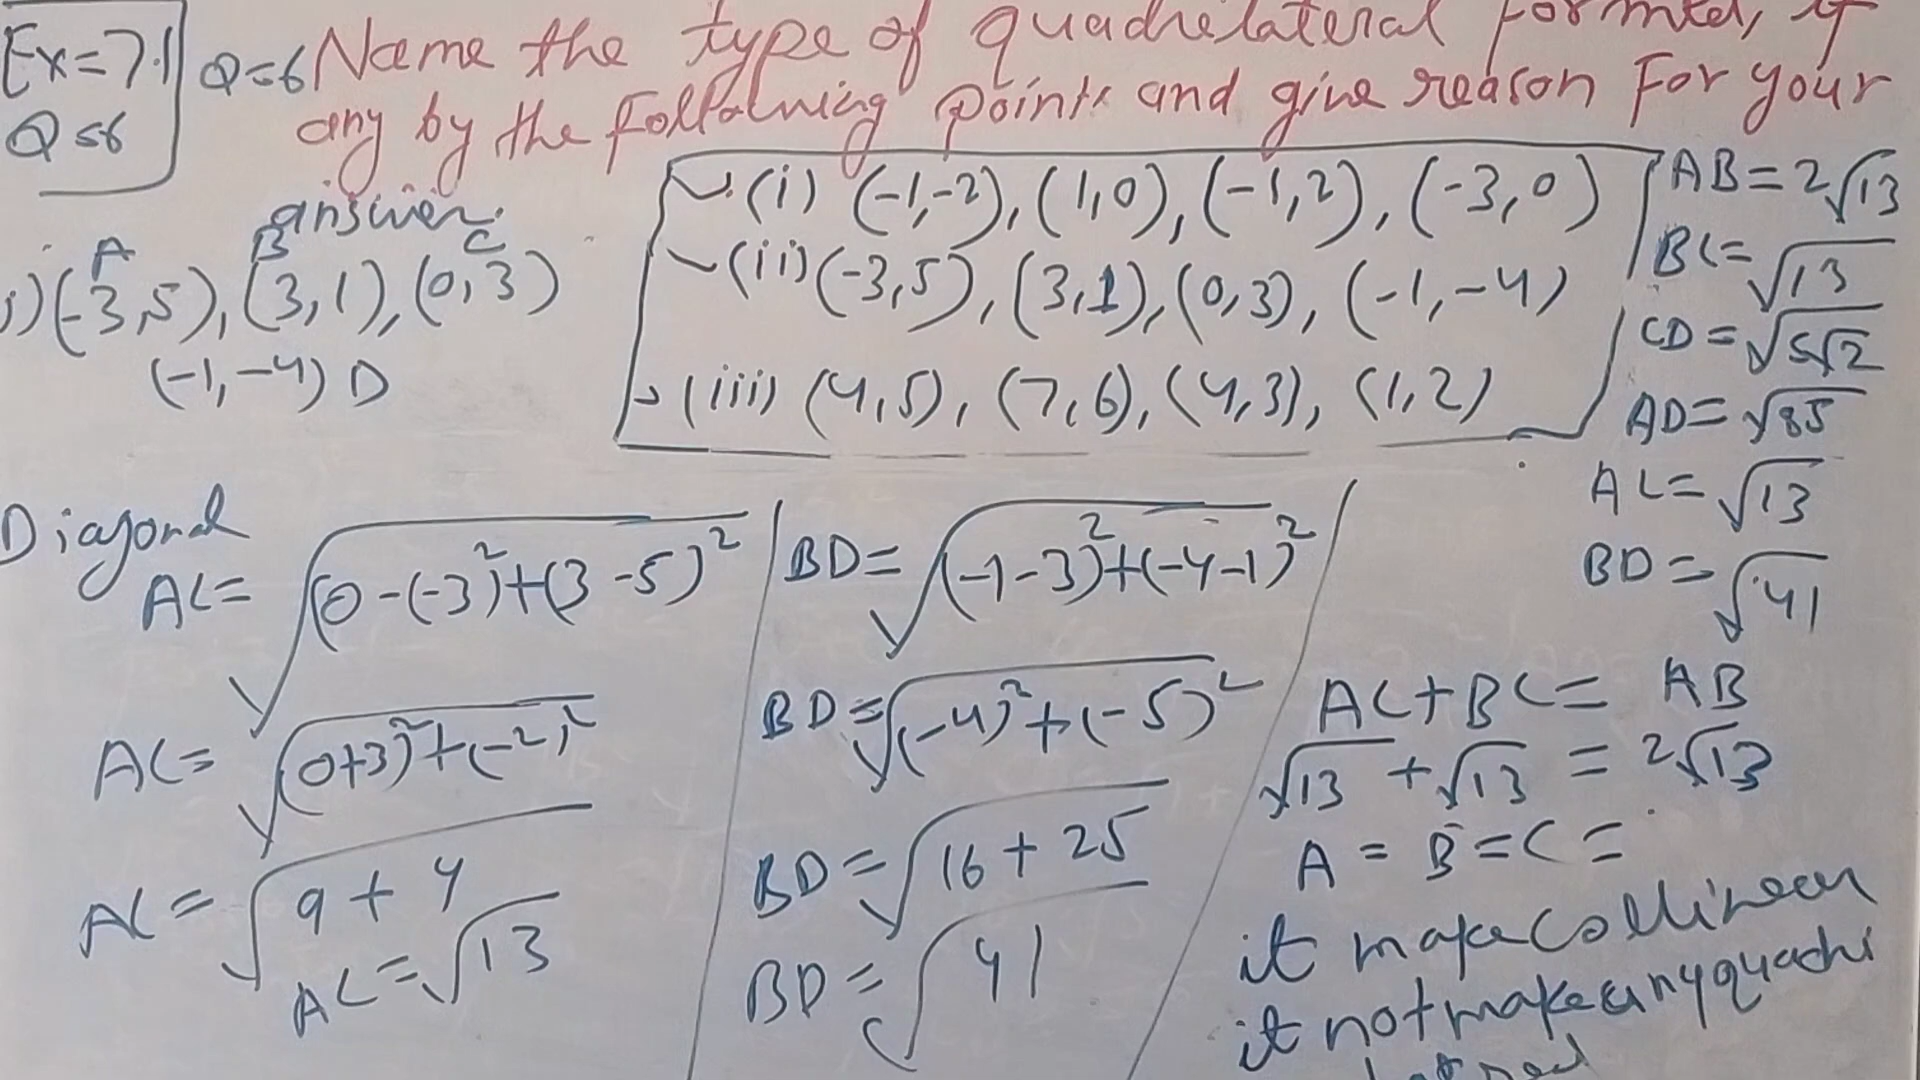 Ex=7.1
Q=6
Q=6 Name the type of quadrelateral formed, if
any by the following points and give reason For your
answer.
(i) (-1,-2), (1,0), (-1,2), (-3,0)
(ii) (-3,5), (3,1), (0,3), (-1,-4)
(iii) (4,5), (7,6), (4,3), (1,2)
A B C
(-3,5), (3,1), (0,3)
(-1,-4) D
AB=2√13
BC=√13
CD=√5√2
AD=√85
AC=√13
BD=√41
Diagonal
AC=√(0-(-3)²+(3-5)²
AC=√(0+3)²+(-2)²
AC=√9+4
AC=√13
BD=√(-1-3)²+(-4-1)²
BD=√(-4)²+(-5)²
BD=√16+25
BD=√41
AC+BC=AB
√13+√13=2√13
A=B=C=
it make collinear
it not make any quadri